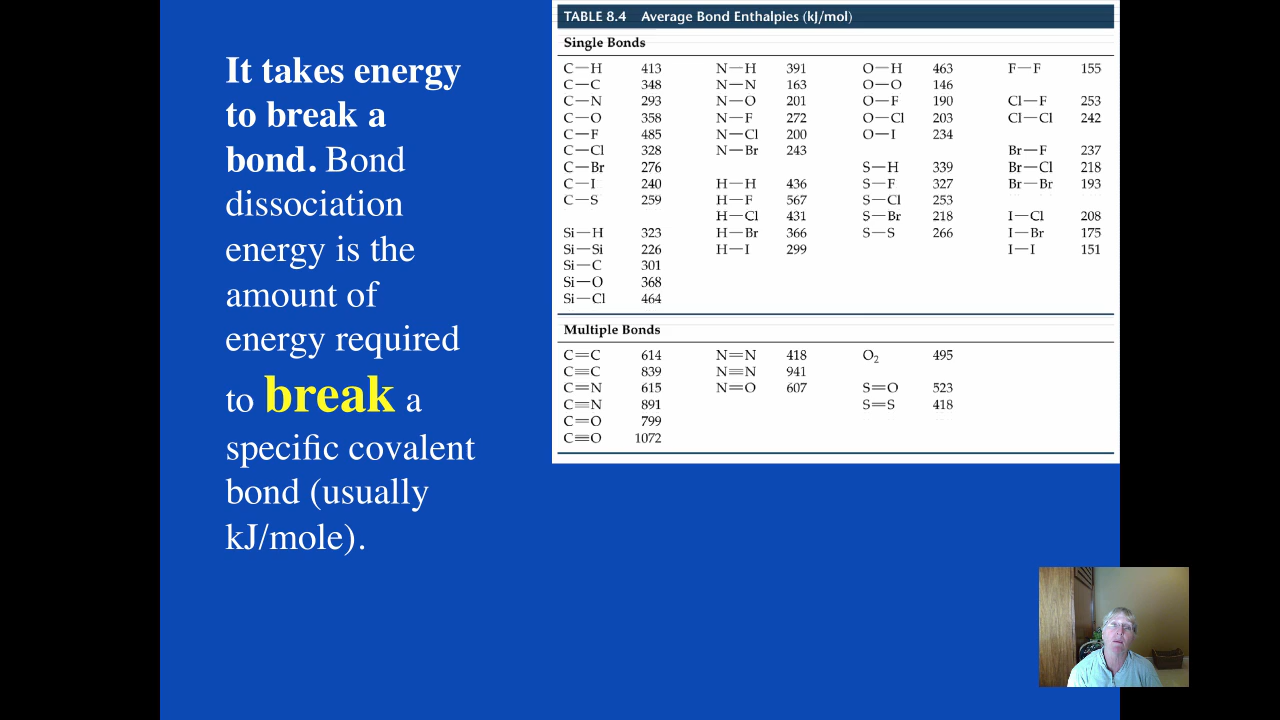 It takes energy
to break a
bond. Bond
dissociation
energy is the
amount of
energy required
to break a
specific covalent
bond (usually
kJ/mole).
TABLE 8.4 Average Bond Enthalpies (kJ/mol)
Single Bonds
C—H 413 N—H 391 O—H 463 F—F 155
C—C 348 N—N 163 O—O 146
C—N 293 N—O 201 O—F 190 Cl—F 253
C—O 358 N—F 272 O—Cl 203 Cl—Cl 242
C—F 485 N—Cl 200 O—I 234
C—Cl 328 N—Br 243 Br—F 237
C—Br 276 S—H 339 Br—Cl 218
C—I 240 H—H 436 S—F 327 Br—Br 193
C—S 259 H—F 567 S—Cl 253
H—Cl 431 S—Br 218 I—Cl 208
Si—H 323 H—Br 366 S—S 266 I—Br 175
Si—Si 226 H—I 299 I—I 151
Si—C 301
Si—O 368
Si—Cl 464
Multiple Bonds
C=C 614 N=N 418 O₂ 495
C≡C 839 N≡N 941
C=N 615 N=O 607 S=O 523
C≡N 891 S=S 418
C=O 799
C≡O 1072